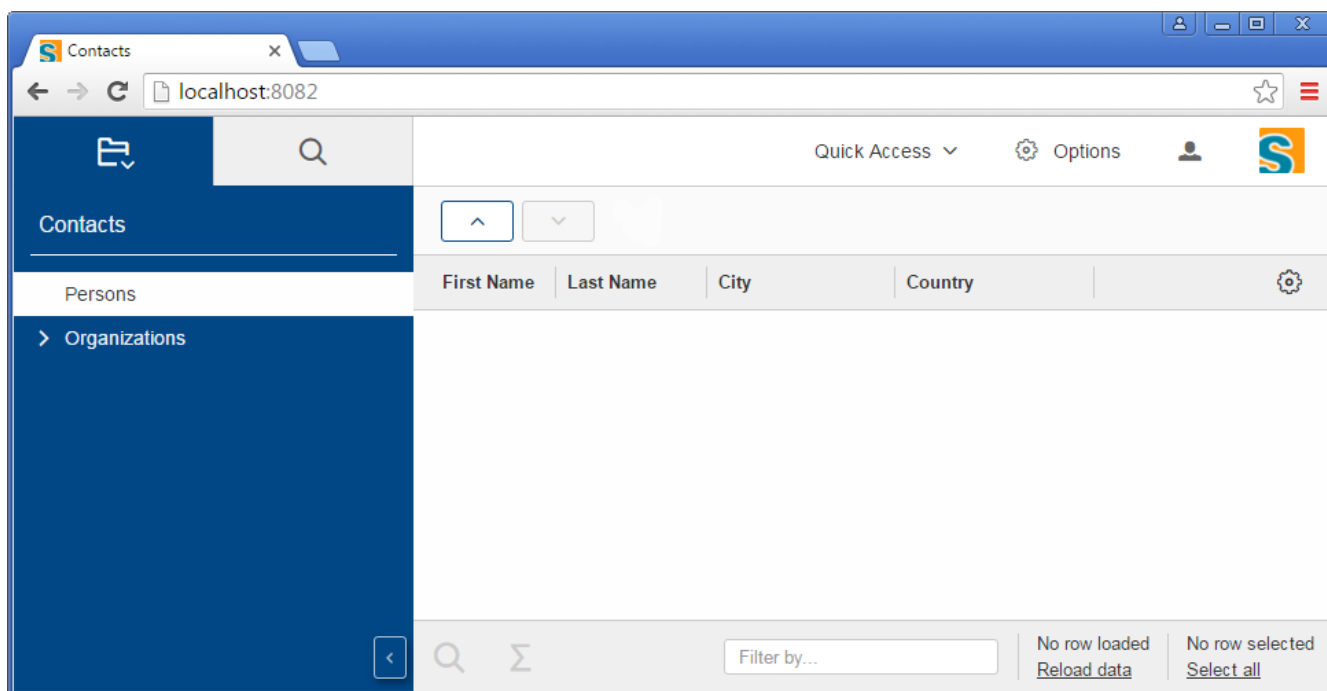 Contacts
localhost:8082
Quick Access
Options
Contacts
Persons
Organizations
First Name
Last Name
City
Country
Filter by...
No row loaded
Reload data
No row selected
Select all